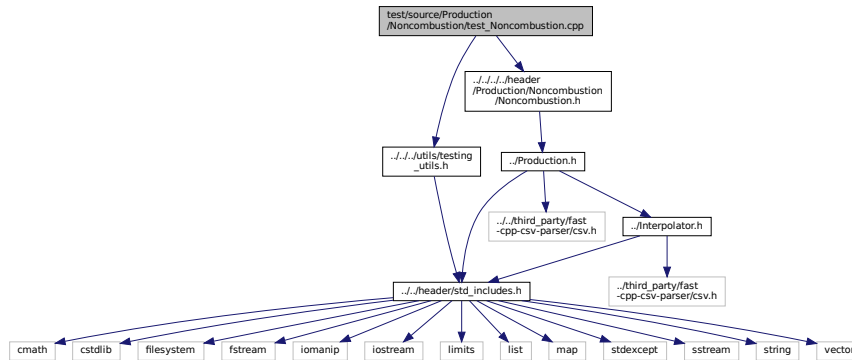 test/source/Production
/Noncombustion/test_Noncombustion.cpp
../../../../header
/Production/Noncombustion
/Noncombustion.h
../../../utils/testing
_utils.h
../Production.h
../../third_party/fast
-cpp-csv-parser/csv.h
../Interpolator.h
../third_party/fast
-cpp-csv-parser/csv.h
../../header/std_includes.h
cmath
cstdlib
filesystem
fstream
iomanip
iostream
limits
list
map
stdexcept
sstream
string
vector